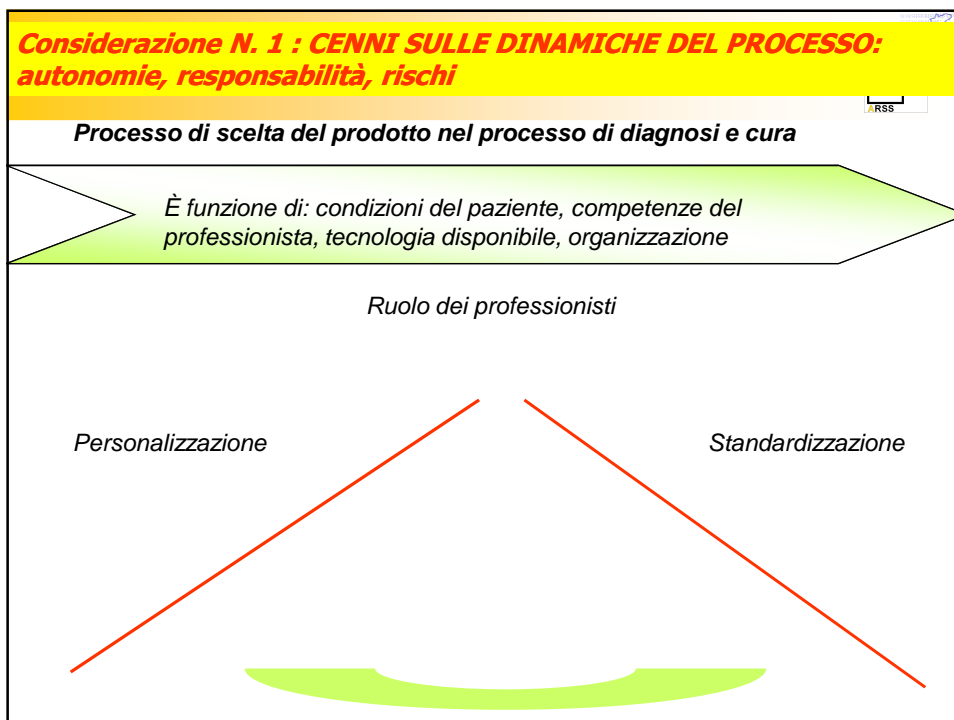 Considerazione N. 1 : CENNI SULLE DINAMICHE DEL PROCESSO:
autonomie, responsabilità, rischi
ARSS
Processo di scelta del prodotto nel processo di diagnosi e cura
È funzione di: condizioni del paziente, competenze del
professionista, tecnologia disponibile, organizzazione
Ruolo dei professionisti
Personalizzazione
Standardizzazione